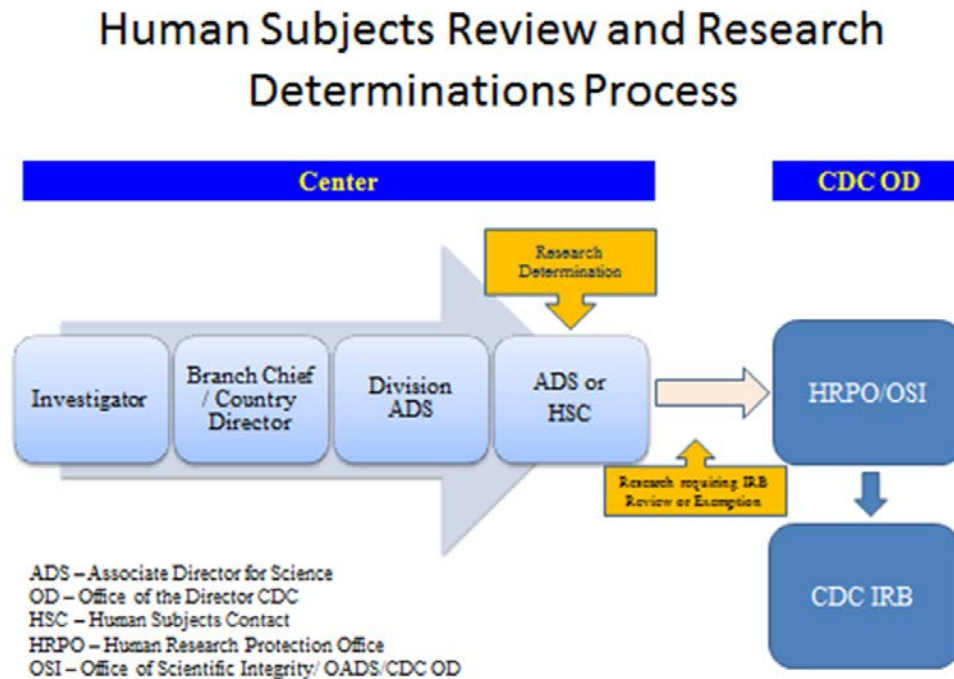 Human Subjects Review and Research
Determinations Process
Center
CDC OD
Research
Determination
Investigator
Branch Chief
/ Country
Director
Division
ADS
ADS or
HSC
HRPO/OSI
Research requiring IRB
Review or Exemption
CDC IRB
ADS – Associate Director for Science
OD – Office of the Director CDC
HSC – Human Subjects Contact
HRPO – Human Research Protection Office
OSI – Office of Scientific Integrity/ OADS/CDC OD